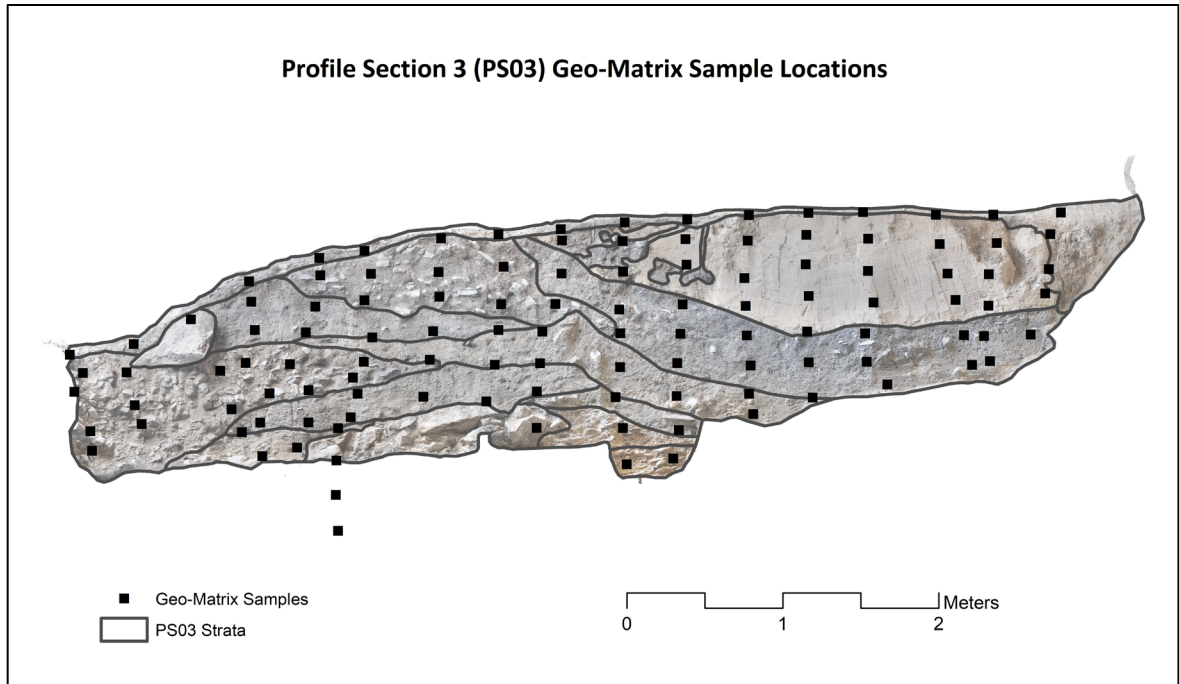 Profile Section 3 (PS03) Geo-Matrix Sample Locations
Geo-Matrix Samples
PS03 Strata
Meters
0 1 2